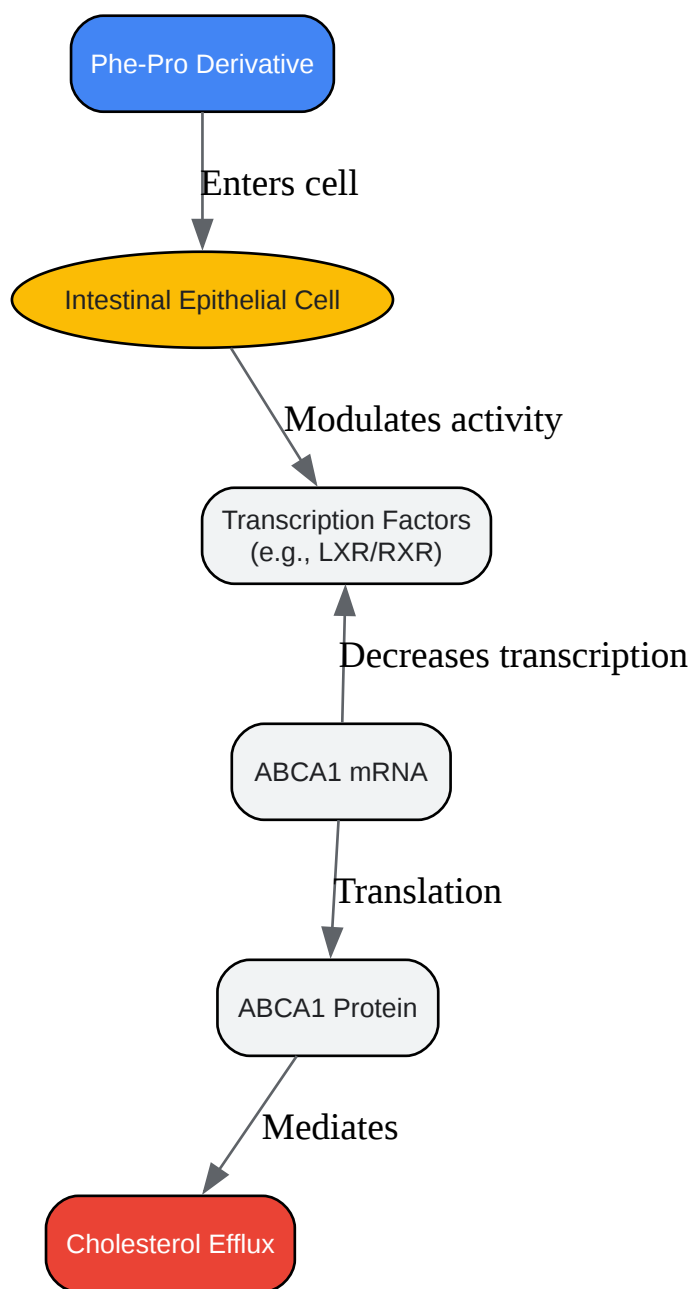 Phe-Pro Derivative
Enters cell
Intestinal Epithelial Cell
Modulates activity
Transcription Factors
(e.g., LXR/RXR)
Decreases transcription
ABCA1 mRNA
Translation
ABCA1 Protein
Mediates
Cholesterol Efflux